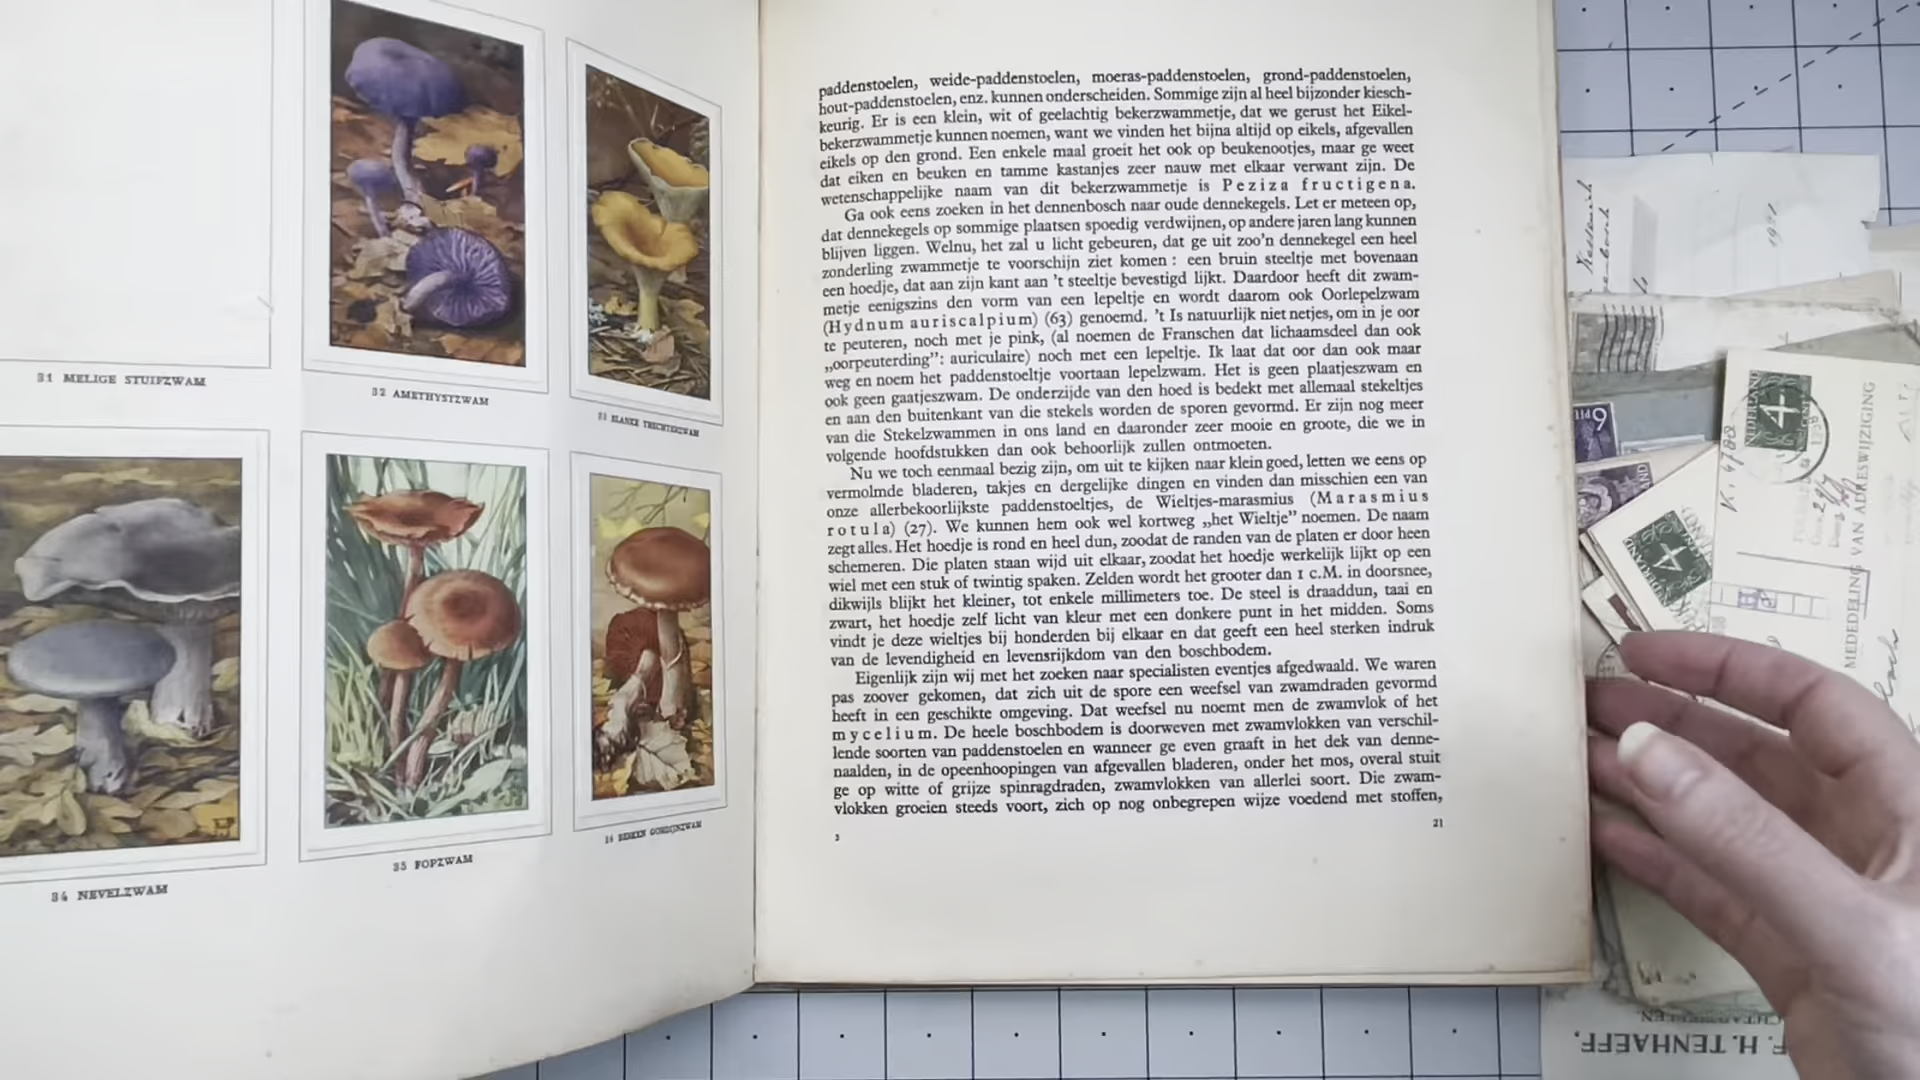 31 MELIGE STUIFZWAM
32 AMETHYSTZWAM
34 NEVELZWAM
35 FOPZWAM
paddenstoelen, weide-paddenstoelen, moeras-paddenstoelen, grond-paddenstoelen,
hout-paddenstoelen, enz. kunnen onderscheiden. Sommige zijn al heel bijzonder kiesch-
keurig. Er is een klein, wit of geelachtig bekerzwammetje, dat we gerust het Eikel-
bekerzwammetje kunnen noemen, want we vinden het bijna altijd op eikels, afgevallen
eikels op den grond. Een enkele maal groeit het ook op beukenootjes, maar ge weet
dat eiken en beuken en tamme kastanjes zeer nauw met elkaar verwant zijn. De
wetenschappelijke naam van dit bekerzwammetje is Peziza fructigena.
Ga ook eens zoeken in het dennenbosch naar oude dennekegels. Let er meteen op,
dat dennekegels op sommige plaatsen spoedig verdwijnen, op andere jaren lang kunnen
blijven liggen. Welnu, het zal u licht gebeuren, dat ge uit zoo'n dennekegel een heel
zonderling zwammetje te voorschijn ziet komen : een bruin steeltje met bovenaan
een hoedje, dat aan zijn kant aan 't steeltje bevestigd lijkt. Daardoor heeft dit zwam-
metje eenigszins den vorm van een lepeltje en wordt daarom ook Oorlepelzwam
(Hydnum auriscalpium) (63) genoemd. 't Is natuurlijk niet netjes, om in je oor
te peuteren, noch met je pink, (al noemen de Franschen dat lichaamsdeel dan ook
„oorpeuterding”: auriculaire) noch met een lepeltje. Ik laat dat oor dan ook maar
weg en noem het paddenstoeltje voortaan lepelzwam. Het is geen plaatjeszwam en
ook geen gaatjeszwam. De onderzijde van den hoed is bedekt met allemaal stekeltjes
en aan den buitenkant van die stekels worden de sporen gevormd. Er zijn nog meer
van die Stekelzwammen in ons land en daaronder zeer mooie en groote, die we in
volgende hoofdstukken dan ook behoorlijk zullen ontmoeten.
Nu we toch eenmaal bezig zijn, om uit te kijken naar klein goed, letten we eens op
vermolmde bladeren, takjes en dergelijke dingen en vinden dan misschien een van
onze allerbekoorlijkste paddenstoeltjes, de Wieltjes-marasmius (Marasmius
rotula) (27). We kunnen hem ook wel kortweg „het Wieltje” noemen. De naam
zegt alles. Het hoedje is rond en heel dun, zoodat de randen van de platen er door heen
schemeren. Die platen staan wijd uit elkaar, zoodat het hoedje werkelijk lijkt op een
wiel met een stuk of twintig spaken. Zelden wordt het grooter dan 1 c.M. in doorsnee,
dikwijls blijkt het kleiner, tot enkele millimeters toe. De steel is draaddun, taai en
zwart, het hoedje zelf licht van kleur met een donkere punt in het midden. Soms
vindt je deze wieltjes bij honderden bij elkaar en dat geeft een heel sterken indruk
van de levendigheid en levensrijkdom van den boschbodem.
Eigenlijk zijn wij met het zoeken naar specialisten eventjes afgedwaald. We waren
pas zoover gekomen, dat zich uit de spore een weefsel van zwamdraden gevormd
heeft in een geschikte omgeving. Dat weefsel nu noemt men de zwamvlok of het
mycelium. De heele boschbodem is doorweven met zwamvlokken van verschil-
lende soorten van paddenstoelen en wanneer ge even graaft in het dek van denne-
naalden, in de opeenhoopingen van afgevallen bladeren, onder het mos, overal stuit
ge op witte of grijze spinragdraden, zwamvlokken van allerlei soort. Die zwam-
vlokken groeien steeds voort, zich op nog onbegrepen wijze voedend met stoffen,
3
21
NEDERLAND
4
MEDEDELING VAN ADRESWIJZIGING
4
F. H. TENHAEFF,